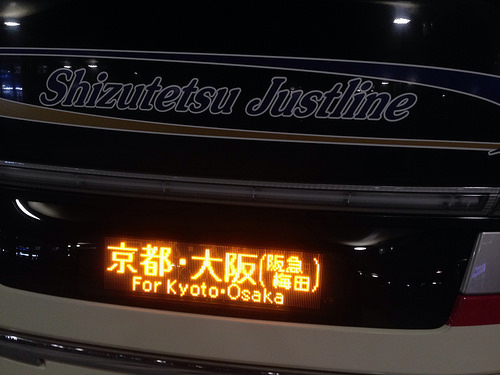 Shizutetsu Justline
京都・大阪(阪急梅田)
For Kyoto・Osaka